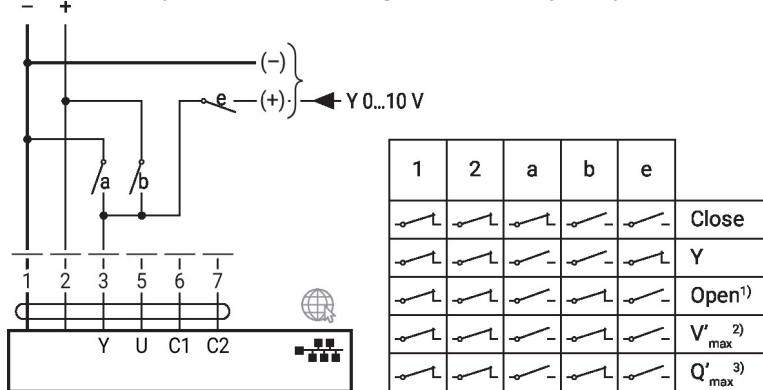 − +
(−)
e (+) Y 0...10 V
a b
1 2 3 5 6 7
Y U C1 C2
1 2 a b e
Close
Y
Open1)
V'max 2)
Q'max 3)